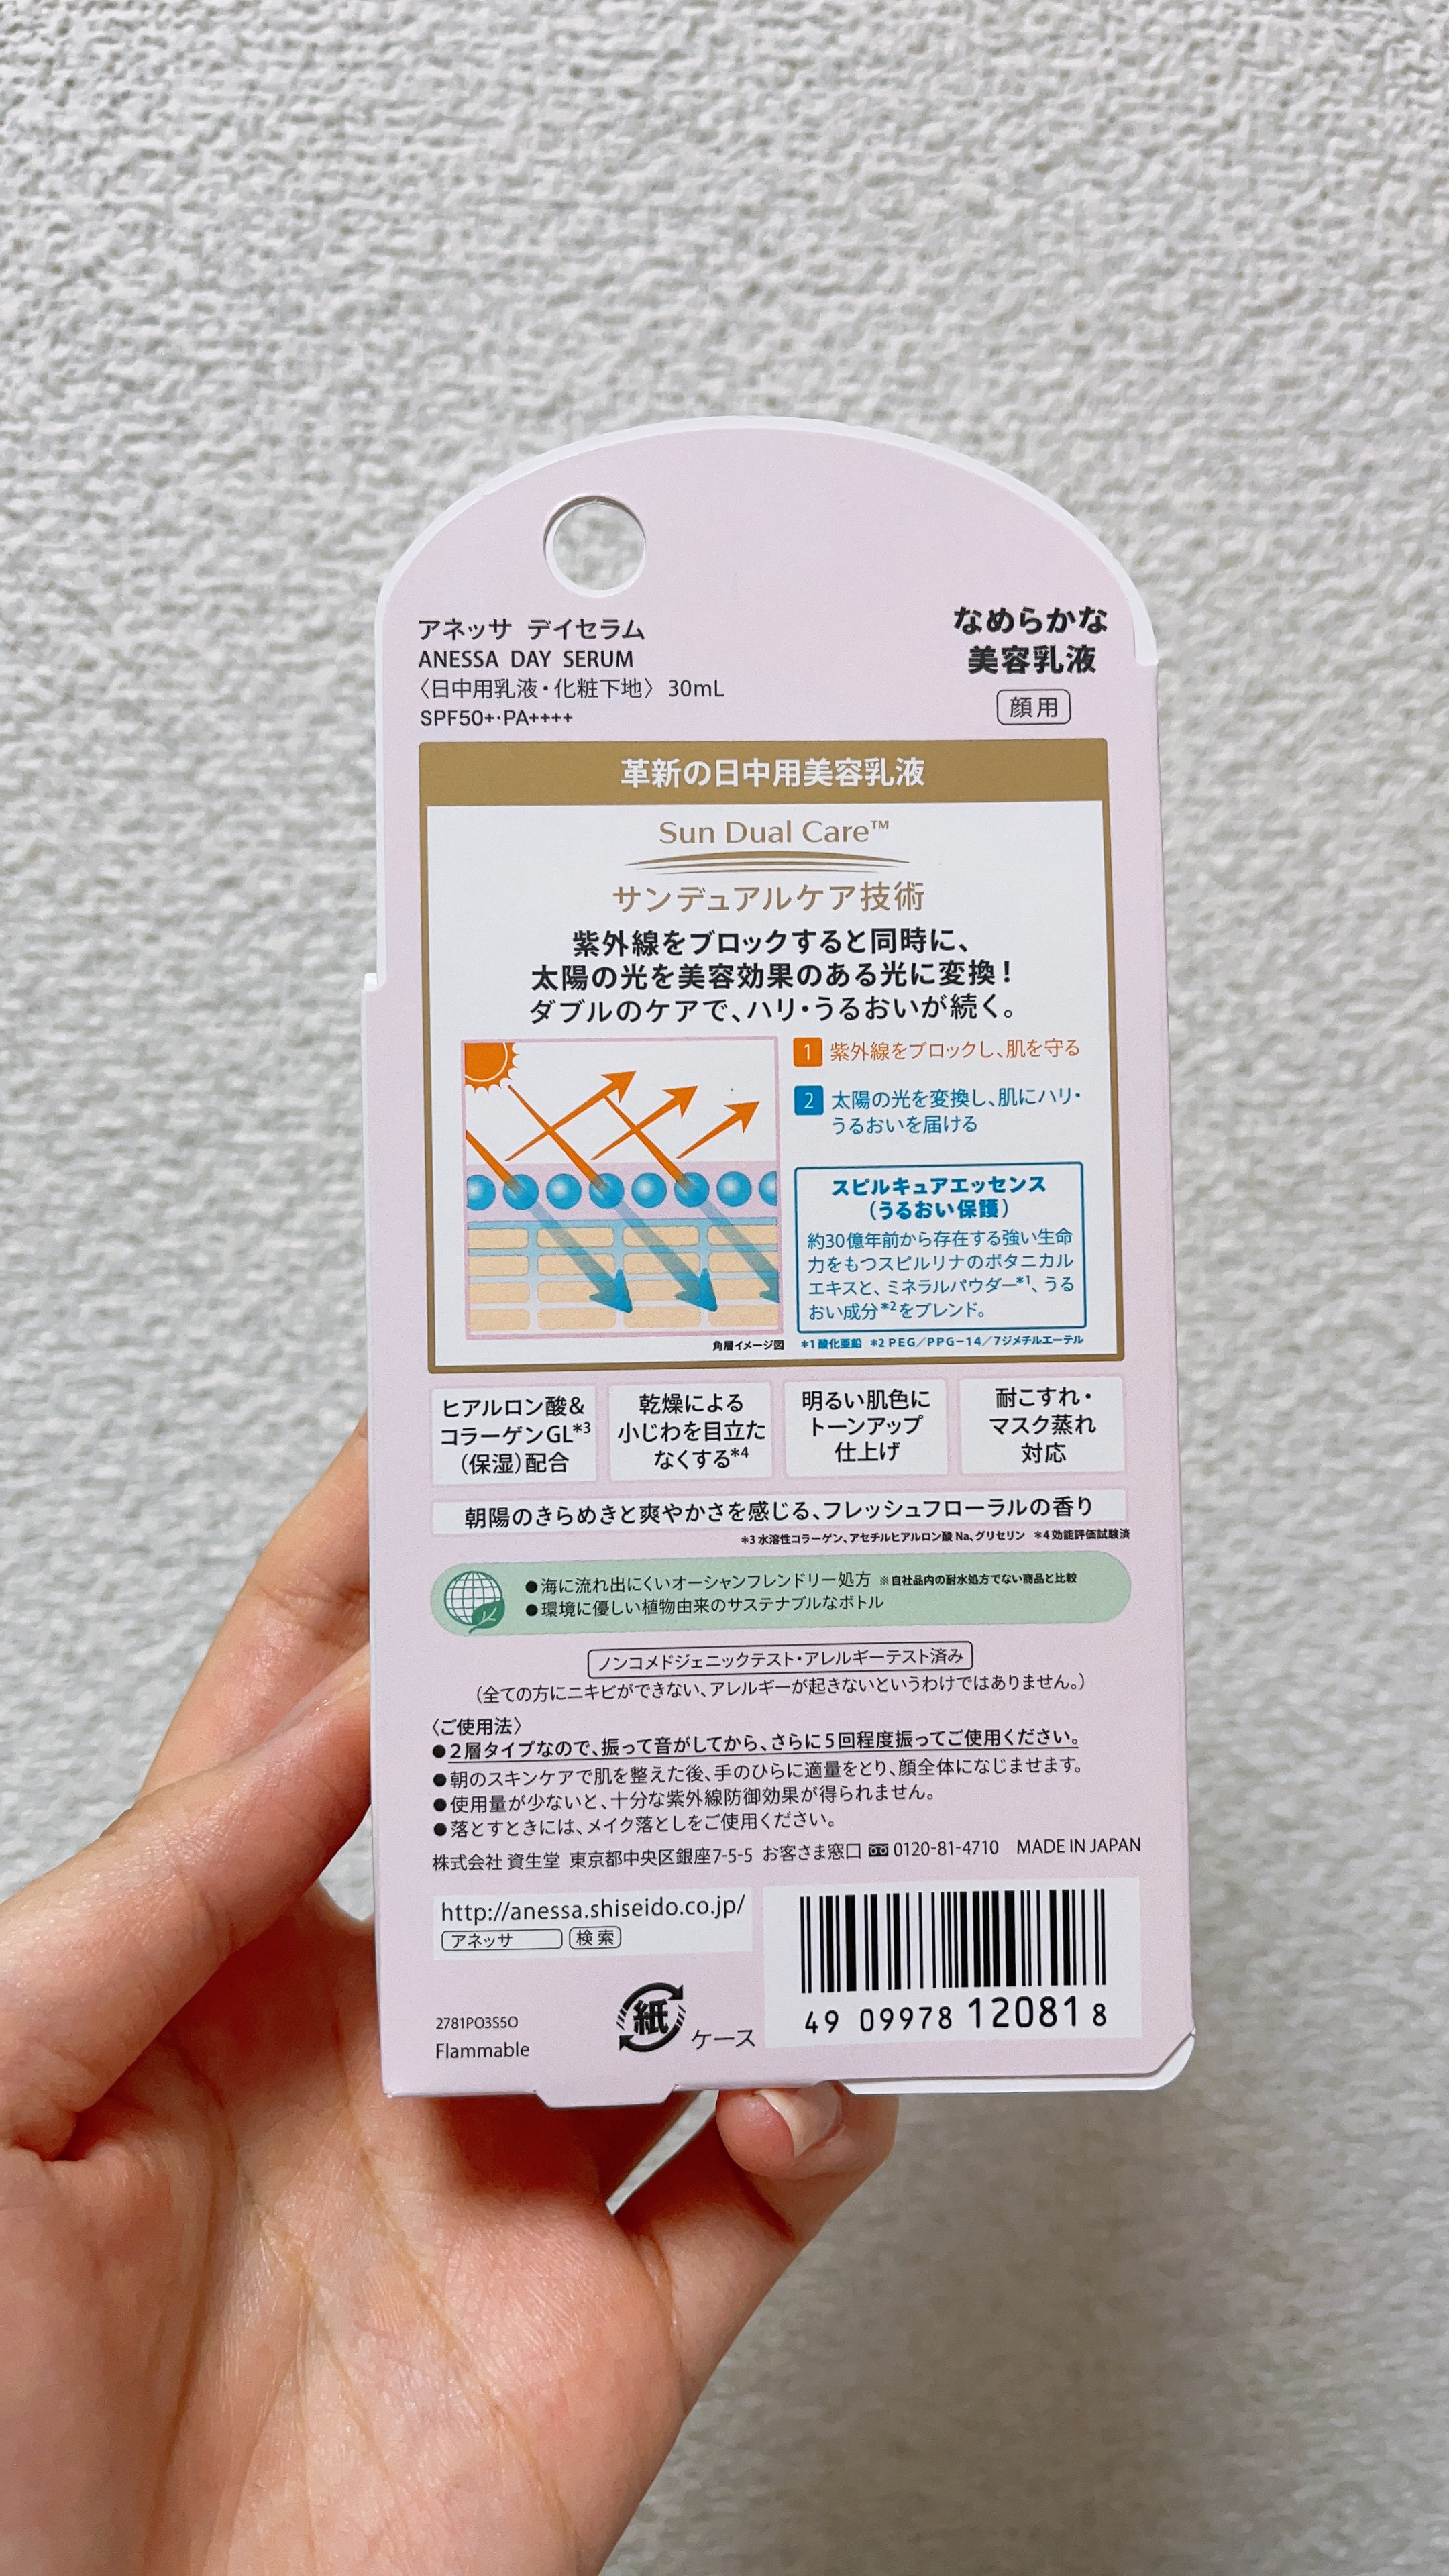 アネッサ デイセラム
ANESSA DAY SERUM
〈日中用乳液・化粧下地〉 30mL
SPF50+・PA++++
なめらかな
美容乳液
顔用
革新の日中用美容乳液
Sun Dual Care™
サンデュアルケア技術
紫外線をブロックすると同時に、
太陽の光を美容効果のある光に変換！
ダブルのケアで、ハリ・うるおいが続く。
1 紫外線をブロックし、肌を守る
2 太陽の光を変換し、肌にハリ・
うるおいを届ける
スピルキュアエッセンス
（うるおい保護）
約30億年前から存在する強い生命
力をもつスピルリナのボタニカル
エキスと、ミネラルパウダー*1、うる
おい成分*2をブレンド。
角層イメージ図
*1 酸化亜鉛 *2 PEG／PPG－14／7ジメチルエーテル
ヒアルロン酸＆
コラーゲンGL*3
（保湿）配合
乾燥による
小じわを目立た
なくする*4
明るい肌色に
トーンアップ
仕上げ
耐こすれ・
マスク蒸れ
対応
朝陽のきらめきと爽やかさを感じる、フレッシュフローラルの香り
*3 水溶性コラーゲン、アセチルヒアルロン酸 Na、グリセリン *4 効能評価試験済
●海に流れ出にくいオーシャンフレンドリー処方 ※自社品内の耐水処方でない商品と比較
●環境に優しい植物由来のサステナブルなボトル
ノンコメドジェニックテスト・アレルギーテスト済み
（全ての方にニキビができない、アレルギーが起きないというわけではありません。）
〈ご使用法〉
●2層タイプなので、振って音がしてから、さらに5回程度振ってご使用ください。
●朝のスキンケアで肌を整えた後、手のひらに適量をとり、顔全体になじませます。
●使用量が少ないと、十分な紫外線防御効果が得られません。
●落とすときには、メイク落としをご使用ください。
株式会社 資生堂 東京都中央区銀座7-5-5 お客さま窓口 0120-81-4710 MADE IN JAPAN
http://anessa.shiseido.co.jp/
アネッサ 検索
2781PO3S5O
Flammable
紙 ケース
49 09978 12081 8